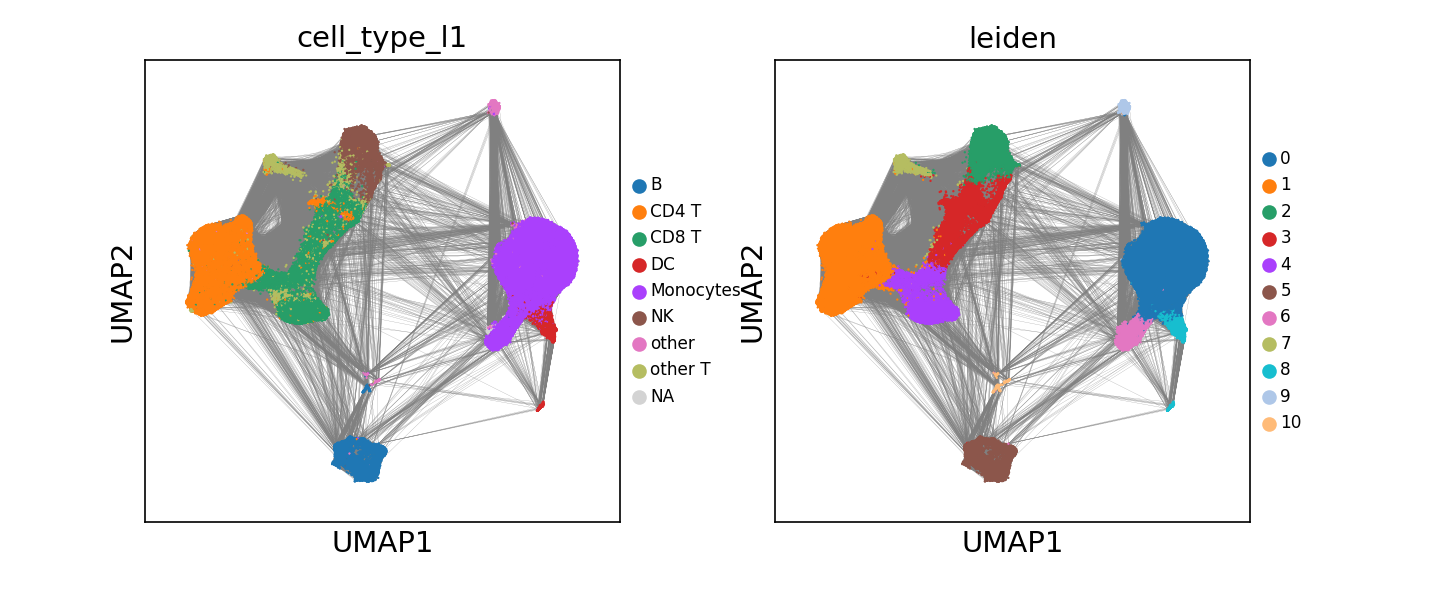 cell_type_l1
UMAP2
UMAP1
B
CD4 T
CD8 T
DC
Monocytes
NK
other
other T
NA
leiden
UMAP2
UMAP1
0
1
2
3
4
5
6
7
8
9
10